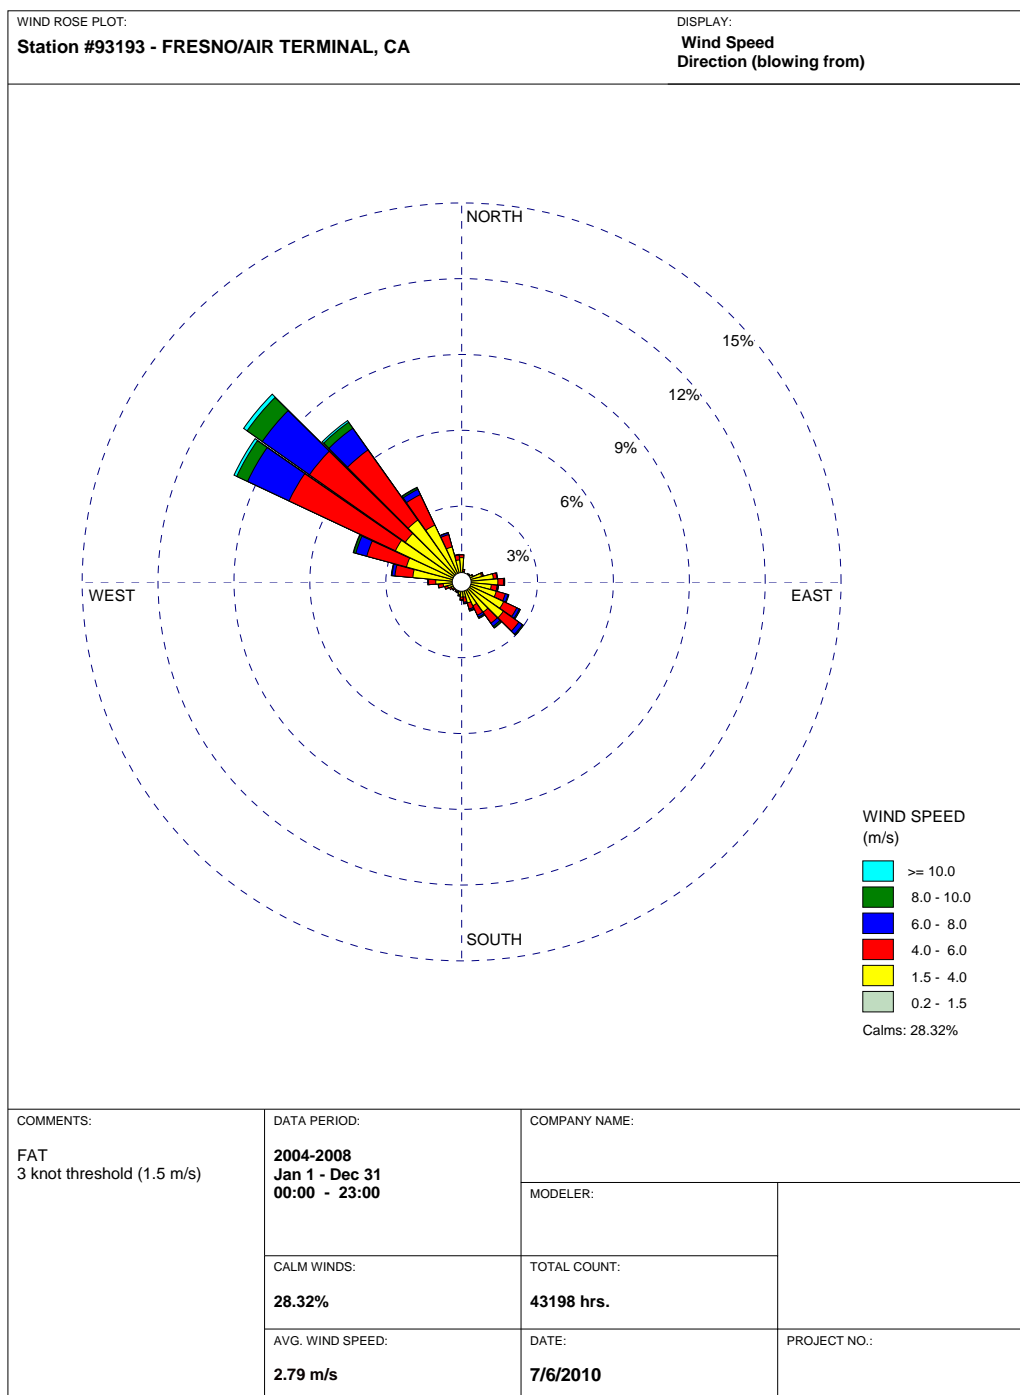 WIND ROSE PLOT:
Station #93193 - FRESNO/AIR TERMINAL, CA
DISPLAY:
Wind Speed
Direction (blowing from)
NORTH
15%
12%
9%
6%
3%
WEST
EAST
SOUTH
WIND SPEED
(m/s)
>= 10.0
8.0 - 10.0
6.0 - 8.0
4.0 - 6.0
1.5 - 4.0
0.2 - 1.5
Calms: 28.32%
COMMENTS:
FAT
3 knot threshold (1.5 m/s)
DATA PERIOD:
2004-2008
Jan 1 - Dec 31
00:00 - 23:00
COMPANY NAME:
MODELER:
CALM WINDS:
28.32%
TOTAL COUNT:
43198 hrs.
AVG. WIND SPEED:
2.79 m/s
DATE:
7/6/2010
PROJECT NO.: